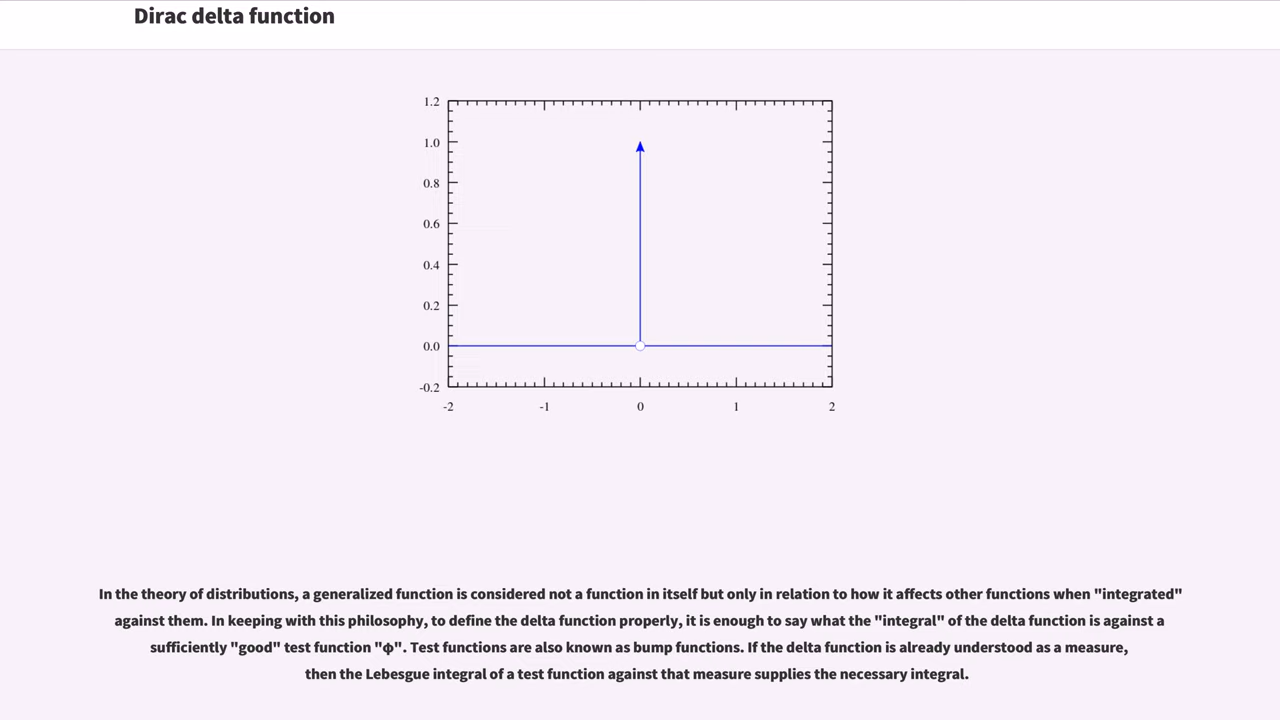 Dirac delta function
1.2
1.0
0.8
0.6
0.4
0.2
0.0
-0.2
-2 -1 0 1 2
In the theory of distributions, a generalized function is considered not a function in itself but only in relation to how it affects other functions when "integrated"
against them. In keeping with this philosophy, to define the delta function properly, it is enough to say what the "integral" of the delta function is against a
sufficiently "good" test function "φ". Test functions are also known as bump functions. If the delta function is already understood as a measure,
then the Lebesgue integral of a test function against that measure supplies the necessary integral.